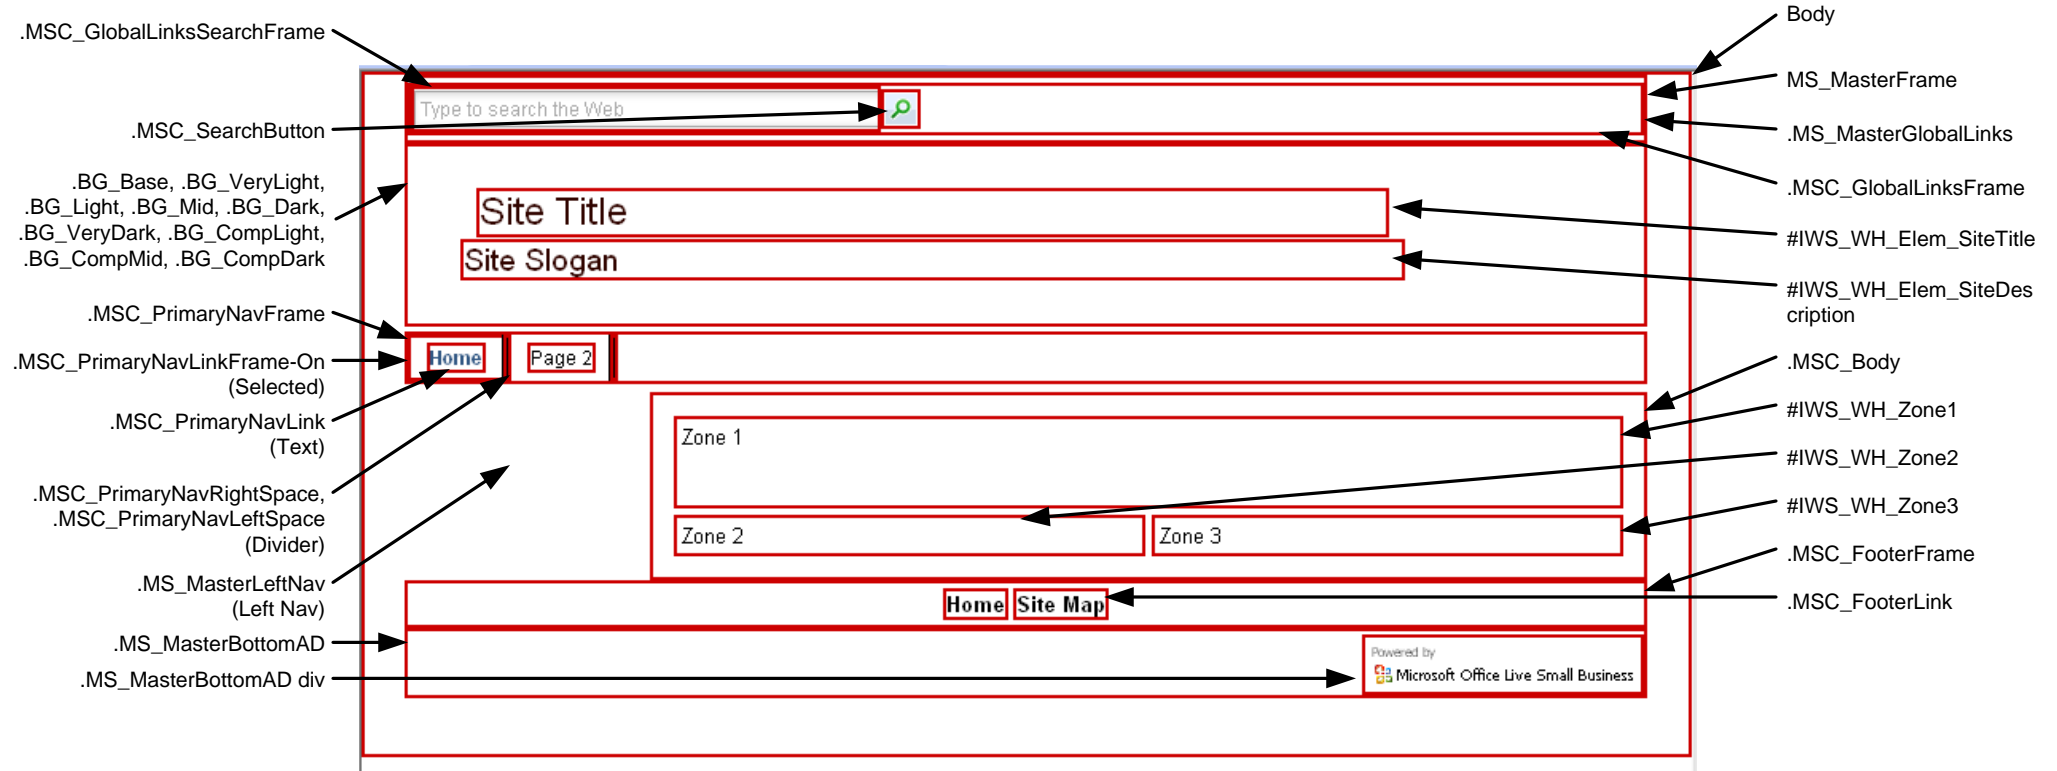 .MSC_GlobalLinksSearchFrame
.MSC_SearchButton
.BG_Base, .BG_VeryLight,
.BG_Light, .BG_Mid, .BG_Dark,
.BG_VeryDark, .BG_CompLight,
.BG_CompMid, .BG_CompDark
.MSC_PrimaryNavFrame
.MSC_PrimaryNavLinkFrame-On
(Selected)
.MSC_PrimaryNavLink
(Text)
.MSC_PrimaryNavRightSpace,
.MSC_PrimaryNavLeftSpace
(Divider)
.MS_MasterLeftNav
(Left Nav)
.MS_MasterBottomAD
.MS_MasterBottomAD div
Type to search the Web
Site Title
Site Slogan
Home
Page 2
Zone 1
Zone 2
Zone 3
Home
Site Map
Powered by
Microsoft Office Live Small Business
Body
MS_MasterFrame
.MS_MasterGlobalLinks
.MSC_GlobalLinksFrame
#IWS_WH_Elem_SiteTitle
#IWS_WH_Elem_SiteDes
cription
.MSC_Body
#IWS_WH_Zone1
#IWS_WH_Zone2
#IWS_WH_Zone3
.MSC_FooterFrame
.MSC_FooterLink